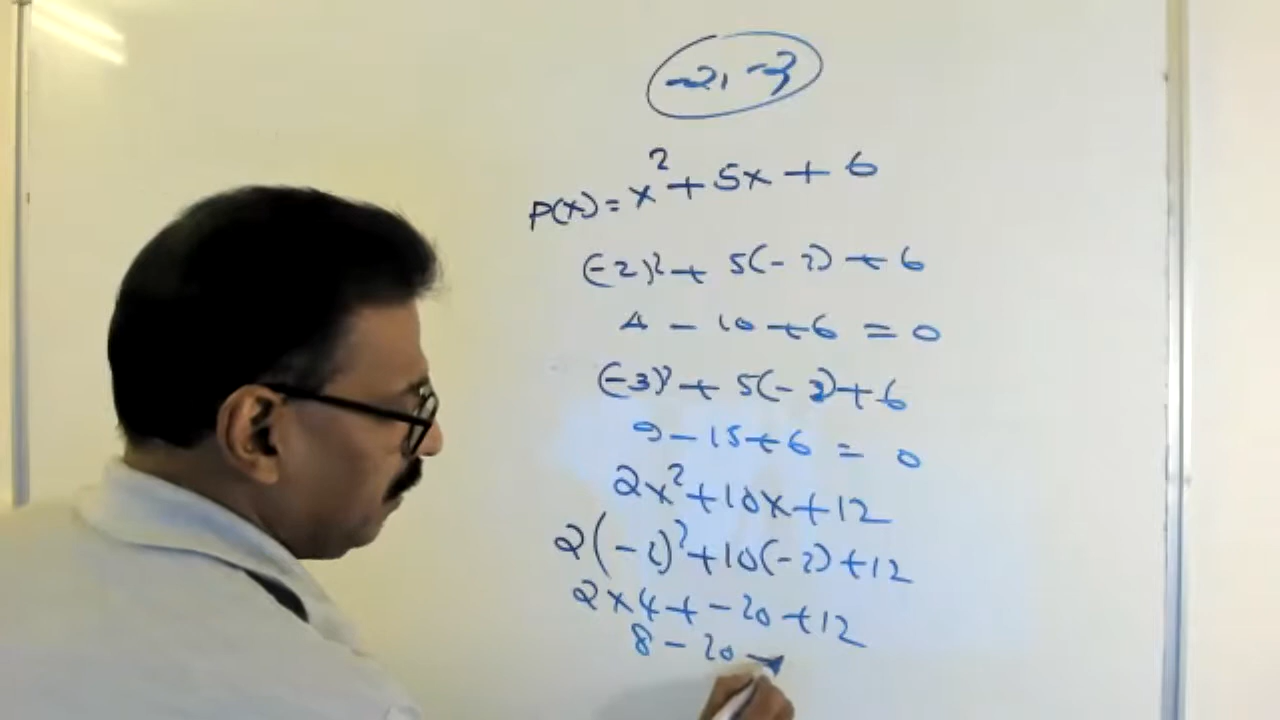 -2, -3
P(x) = x² + 5x + 6
(-2)² + 5(-2) + 6
4 - 10 + 6 = 0
(-3)² + 5(-3) + 6
9 - 15 + 6 = 0
2x² + 10x + 12
2(-2)² + 10(-2) + 12
2 × 4 + - 20 + 12
8 - 20